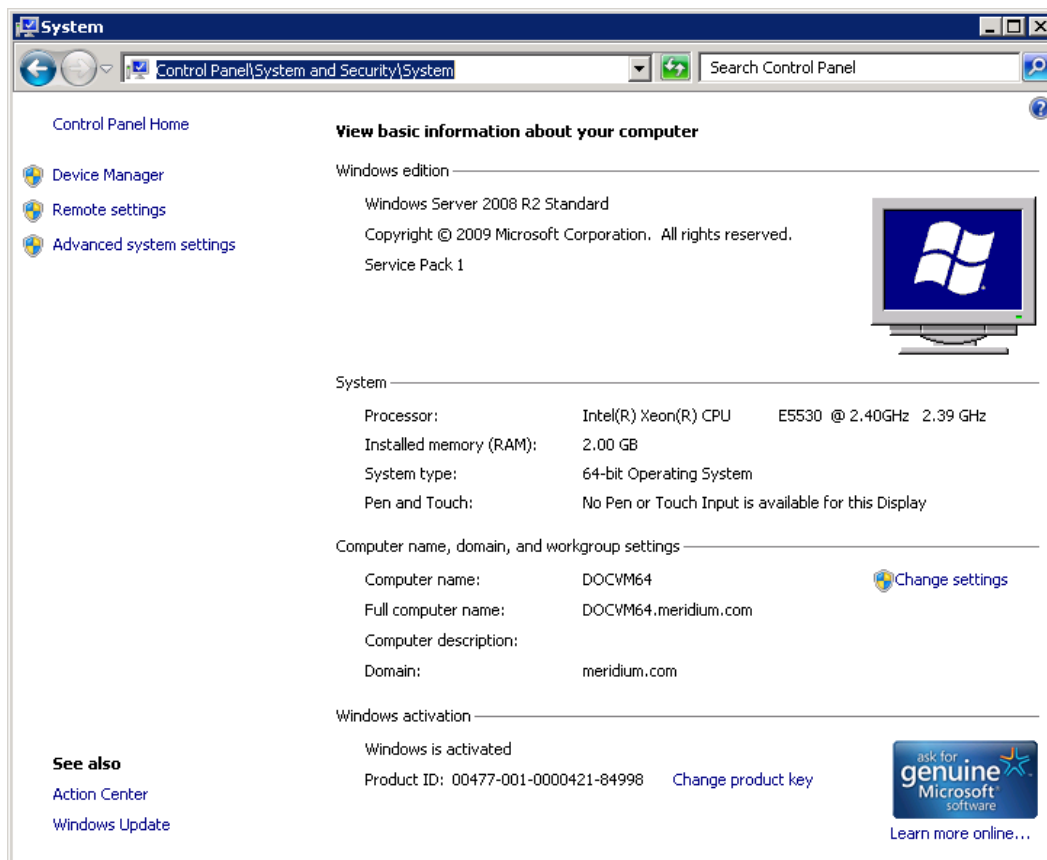 System
Control Panel\System and Security\System
Search Control Panel
Control Panel Home
Device Manager
Remote settings
Advanced system settings
View basic information about your computer
Windows edition
Windows Server 2008 R2 Standard
Copyright © 2009 Microsoft Corporation. All rights reserved.
Service Pack 1
System
Processor: Intel(R) Xeon(R) CPU E5530 @ 2.40GHz 2.39 GHz
Installed memory (RAM): 2.00 GB
System type: 64-bit Operating System
Pen and Touch: No Pen or Touch Input is available for this Display
Computer name, domain, and workgroup settings
Computer name: DOCVM64 Change settings
Full computer name: DOCVM64.meridium.com
Computer description:
Domain: meridium.com
Windows activation
Windows is activated
Product ID: 00477-001-0000421-84998 Change product key
ask for
genuine
Microsoft
software
Learn more online...
See also
Action Center
Windows Update